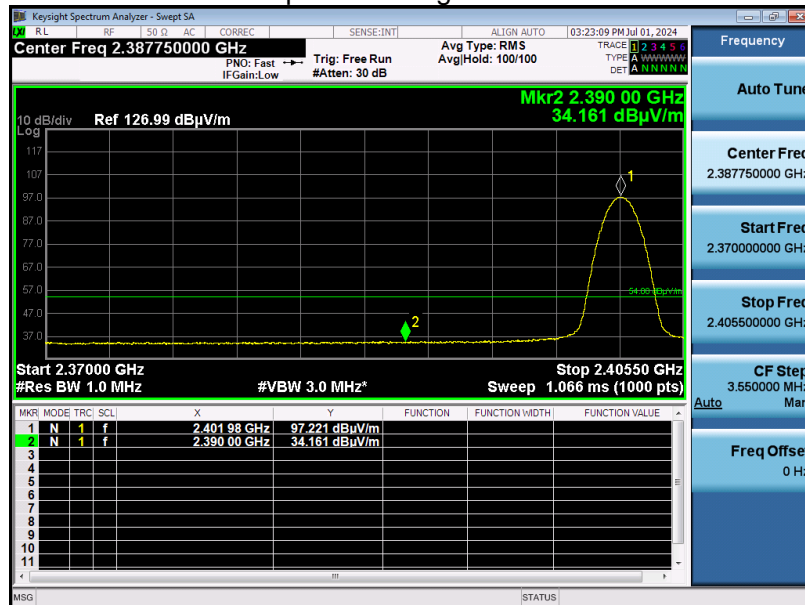 Keysight Spectrum Analyzer - Swept SA
LXI RL RF 50 Ω AC CORREC SENSE:INT ALIGN AUTO 03:23:09 PM Jul 01, 2024
Center Freq 2.387750000 GHz
PNO: Fast
IFGain:Low
Trig: Free Run
#Atten: 30 dB
Avg Type: RMS
Avg|Hold: 100/100
TRACE 1 2 3 4 5 6
TYPE A WWWWW
DET A N N N N N
Mkr2 2.390 00 GHz
34.161 dBµV/m
10 dB/div Ref 126.99 dBµV/m
Log
117
107
97.0
87.0
77.0
67.0
57.0
47.0
37.0
1
54.00 dBµV/m
2
Start 2.37000 GHz Stop 2.40550 GHz
#Res BW 1.0 MHz #VBW 3.0 MHz* Sweep 1.066 ms (1000 pts)
MKR MODE TRC SCL X Y FUNCTION FUNCTION WIDTH FUNCTION VALUE
1 N 1 f 2.401 98 GHz 97.221 dBµV/m
2 N 1 f 2.390 00 GHz 34.161 dBµV/m
3
4
5
6
7
8
9
10
11
MSG STATUS
Frequency
Auto Tune
Center Freq
2.387750000 GHz
Start Freq
2.370000000 GHz
Stop Freq
2.405500000 GHz
CF Step
3.550000 MHz
Auto Man
Freq Offset
0 Hz